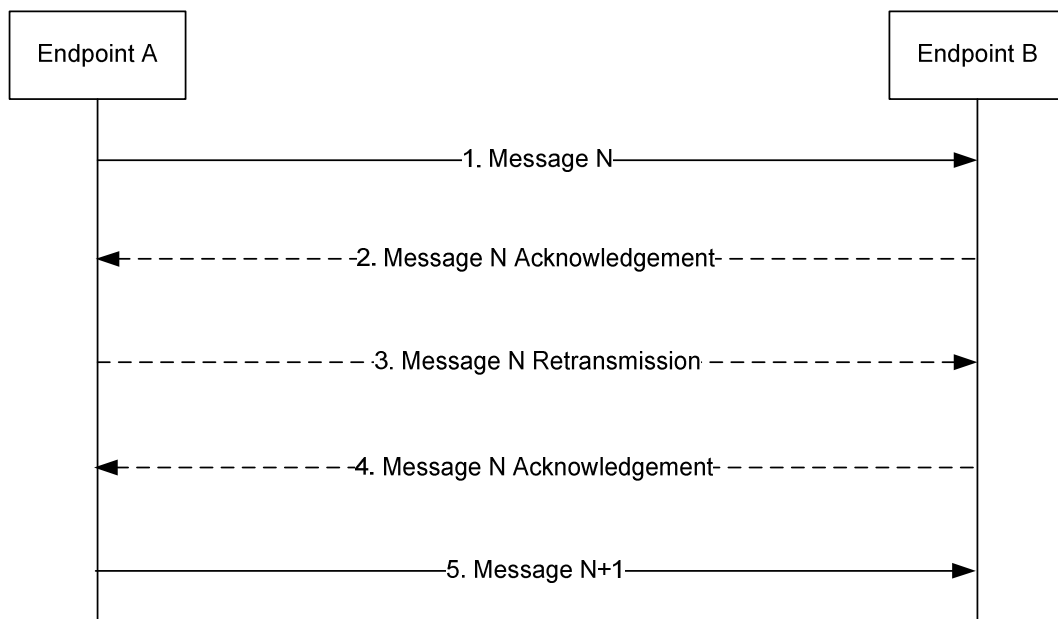 Endpoint A
Endpoint B
1. Message N
2. Message N Acknowledgement
3. Message N Retransmission
4. Message N Acknowledgement
5. Message N+1